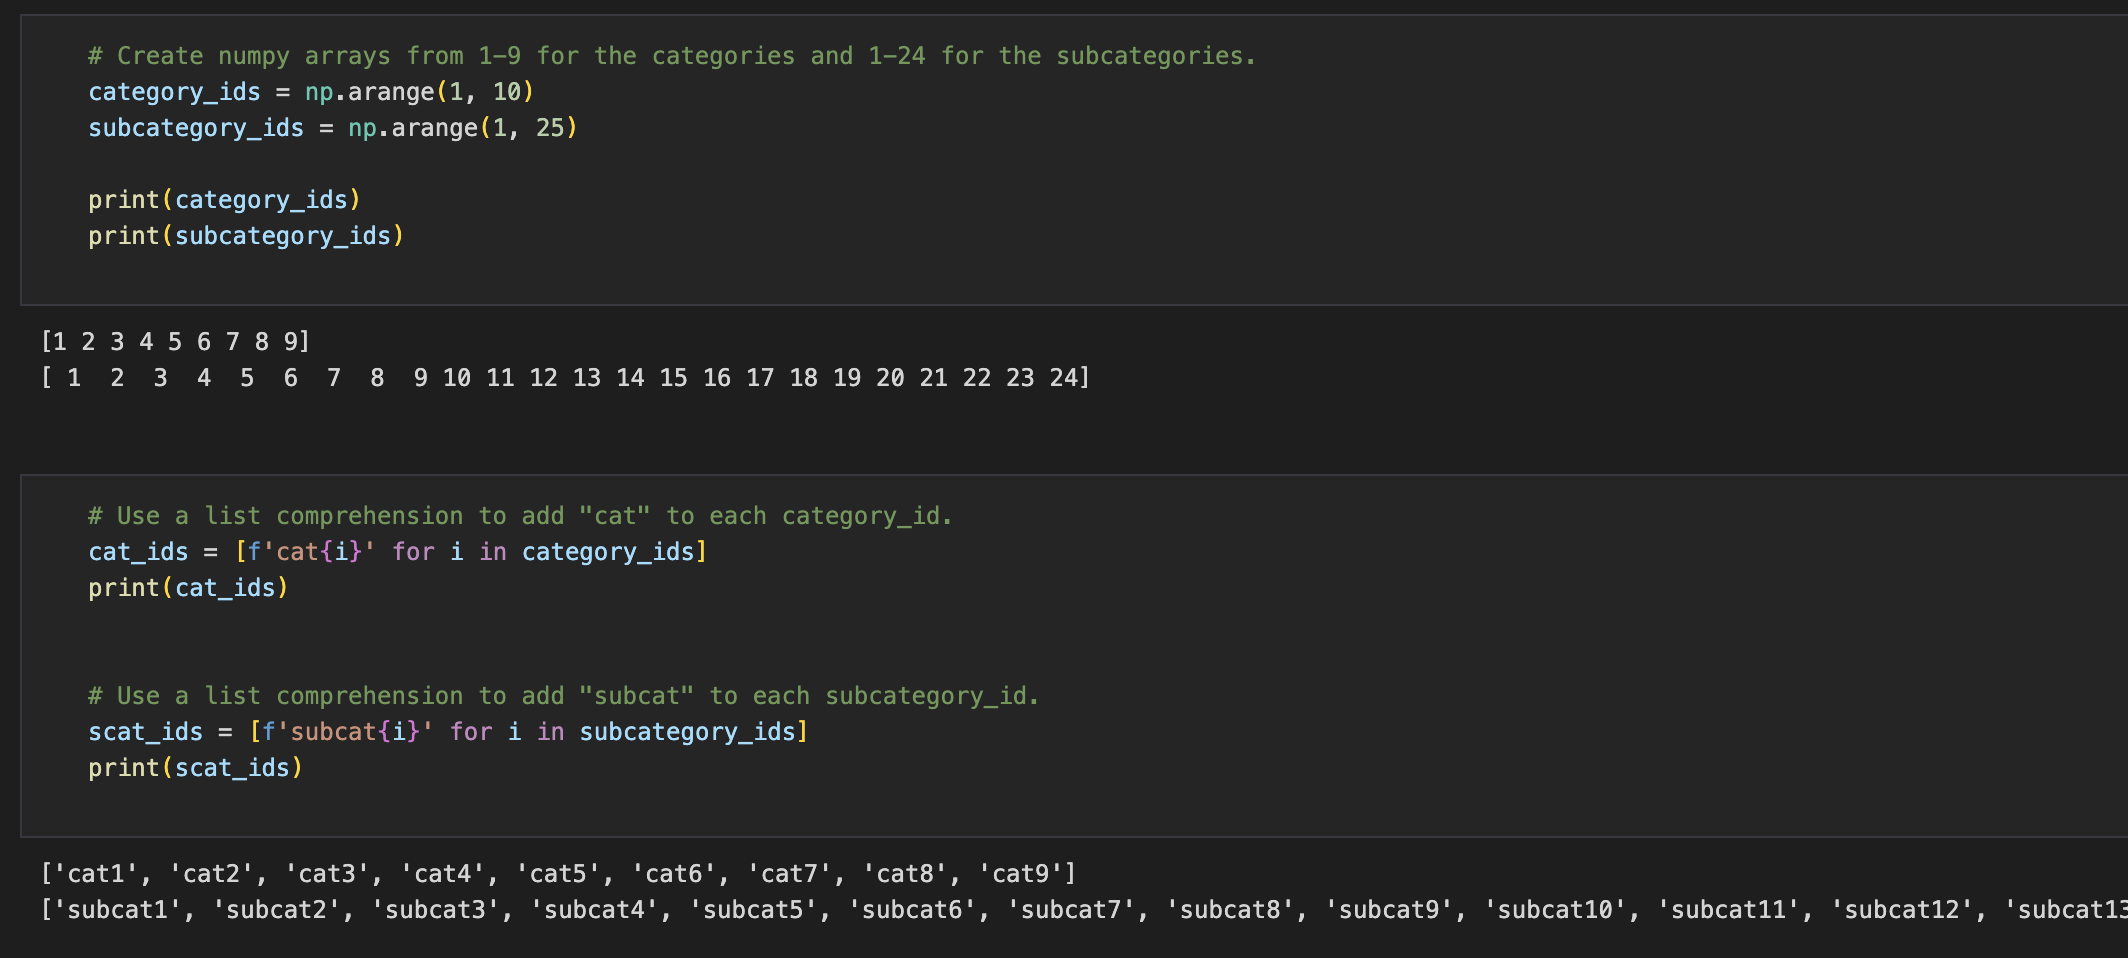 # Create numpy arrays from 1-9 for the categories and 1-24 for the subcategories.
category_ids = np.arange(1, 10)
subcategory_ids = np.arange(1, 25)
print(category_ids)
print(subcategory_ids)
[1 2 3 4 5 6 7 8 9]
[ 1  2  3  4  5  6  7  8  9 10 11 12 13 14 15 16 17 18 19 20 21 22 23 24]
# Use a list comprehension to add "cat" to each category_id.
cat_ids = [f'cat{i}' for i in category_ids]
print(cat_ids)
# Use a list comprehension to add "subcat" to each subcategory_id.
scat_ids = [f'subcat{i}' for i in subcategory_ids]
print(scat_ids)
['cat1', 'cat2', 'cat3', 'cat4', 'cat5', 'cat6', 'cat7', 'cat8', 'cat9']
['subcat1', 'subcat2', 'subcat3', 'subcat4', 'subcat5', 'subcat6', 'subcat7', 'subcat8', 'subcat9', 'subcat10', 'subcat11', 'subcat12', 'subcat13